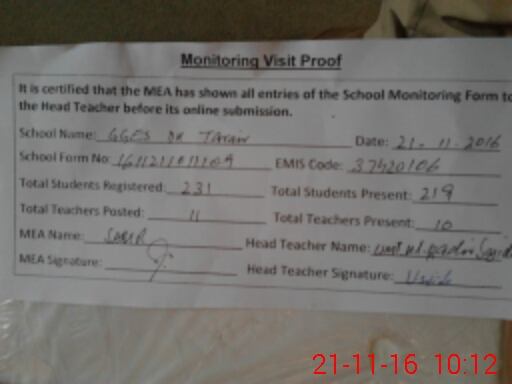 Monitoring Visit Proof
It is certified that the MEA has shown all entries of the School Monitoring Form to
the Head Teacher before its online submission.
School Name: GGES DK Date: 21-11-2016
School Form No: EMIS Code: 37420106
Total Students Registered: 231 Total Students Present: 219
Total Teachers Posted: 11 Total Teachers Present: 10
MEA Name: Head Teacher Name:
MEA Signature: Head Teacher Signature:
21-11-16 10:12